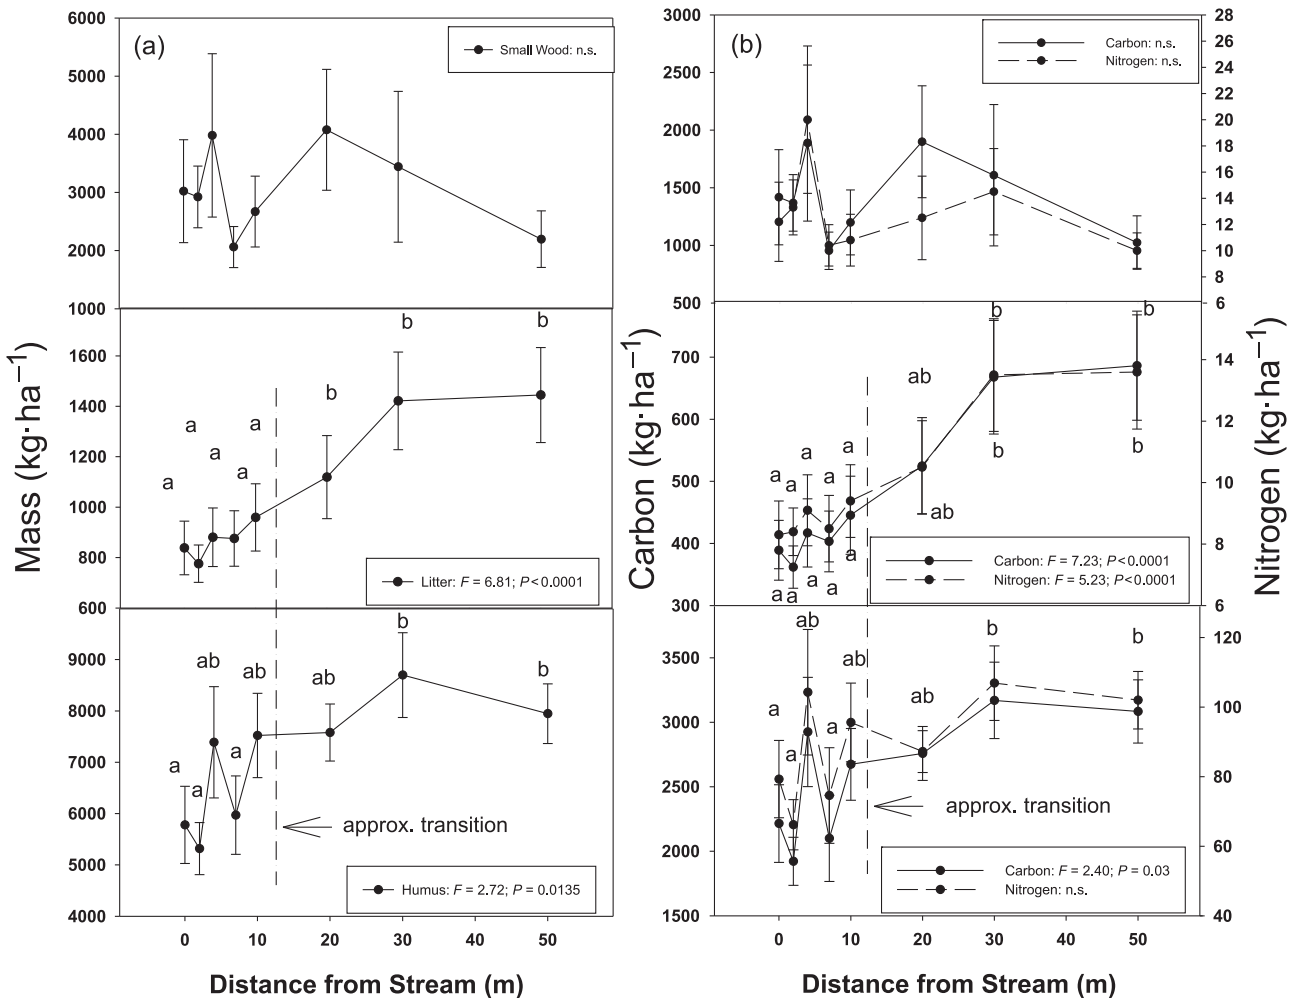 (a)
Small Wood: n.s.
6000
5000
4000
3000
2000
1000
b
b
b
a
a
a
a
a
1600
1400
1200
1000
800
600
Litter: F = 6.81; P<0.0001
b
ab
ab
ab
b
a
a
a
9000
8000
7000
6000
5000
4000
approx. transition
Humus: F = 2.72; P = 0.0135
0
10
20
30
40
50
Mass (kg·ha⁻¹)
Distance from Stream (m)
(b)
Carbon: n.s.
Nitrogen: n.s.
3000
2500
2000
1500
1000
500
28
26
24
22
20
18
16
14
12
10
8
6
b
b
ab
a
a
a
a
a
b
b
ab
a
a
a
a
a
700
600
500
400
300
14
12
10
8
6
Carbon: F = 7.23; P<0.0001
Nitrogen: F = 5.23; P<0.0001
ab
b
b
ab
ab
a
a
a
3500
3000
2500
2000
1500
120
100
80
60
40
approx. transition
Carbon: F = 2.40; P = 0.03
Nitrogen: n.s.
0
10
20
30
40
50
Carbon (kg·ha⁻¹)
Nitrogen (kg·ha⁻¹)
Distance from Stream (m)